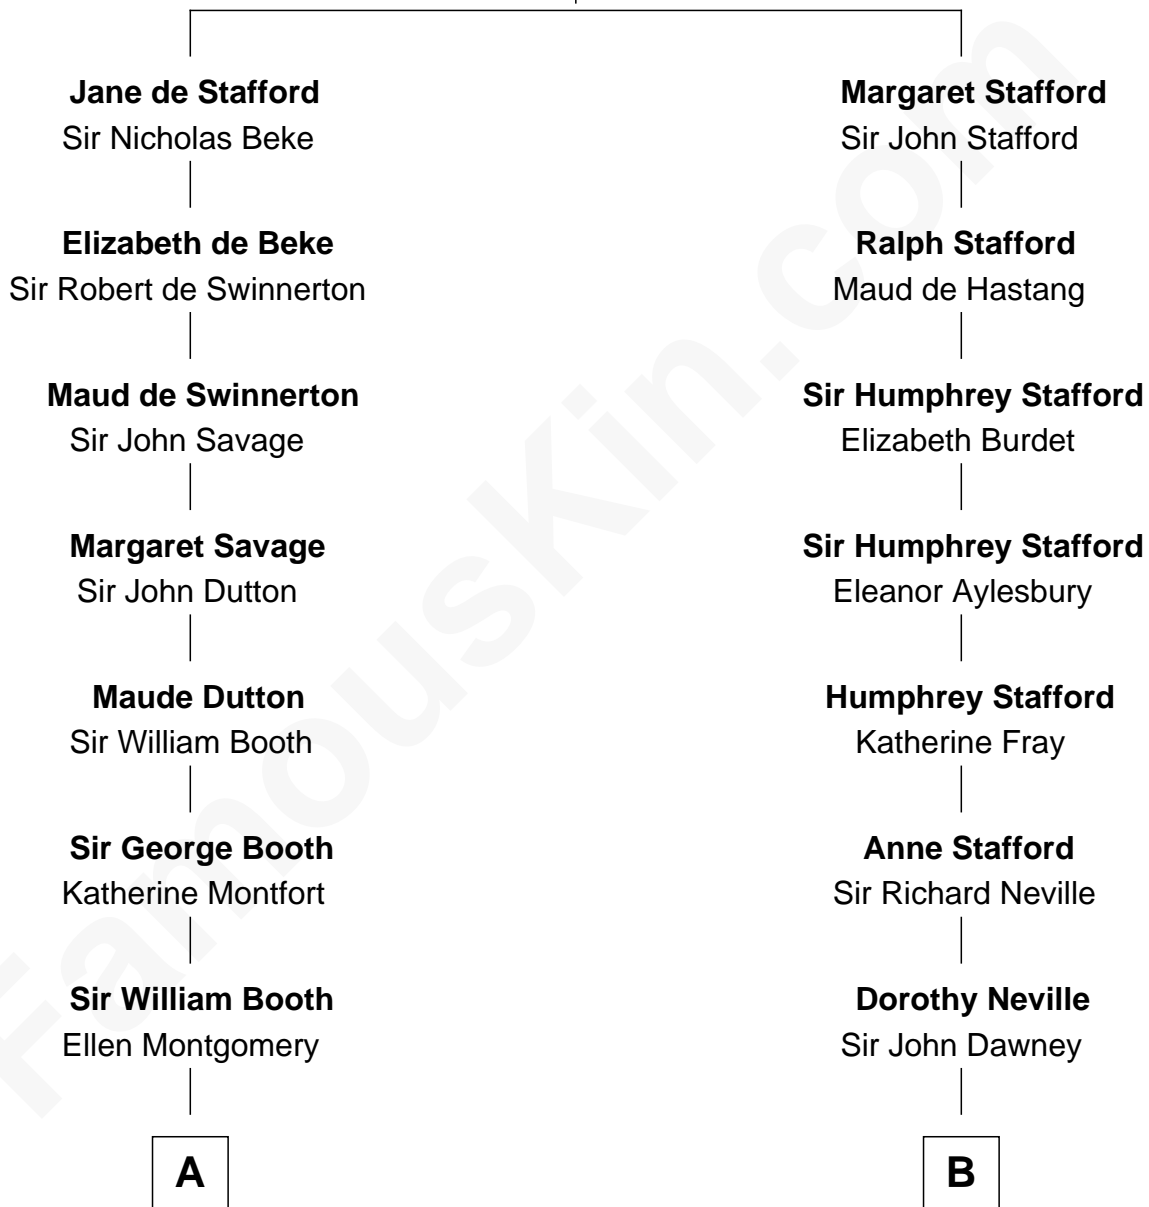 Jane de Stafford
Sir Nicholas Beke
Elizabeth de Beke
Sir Robert de Swinnerton
Maud de Swinnerton
Sir John Savage
Margaret Savage
Sir John Dutton
Maude Dutton
Sir William Booth
Sir George Booth
Katherine Montfort
Sir William Booth
Ellen Montgomery
A
Margaret Stafford
Sir John Stafford
Ralph Stafford
Maud de Hastang
Sir Humphrey Stafford
Elizabeth Burdet
Sir Humphrey Stafford
Eleanor Aylesbury
Humphrey Stafford
Katherine Fray
Anne Stafford
Sir Richard Neville
Dorothy Neville
Sir John Dawney
B
FamousKin.com